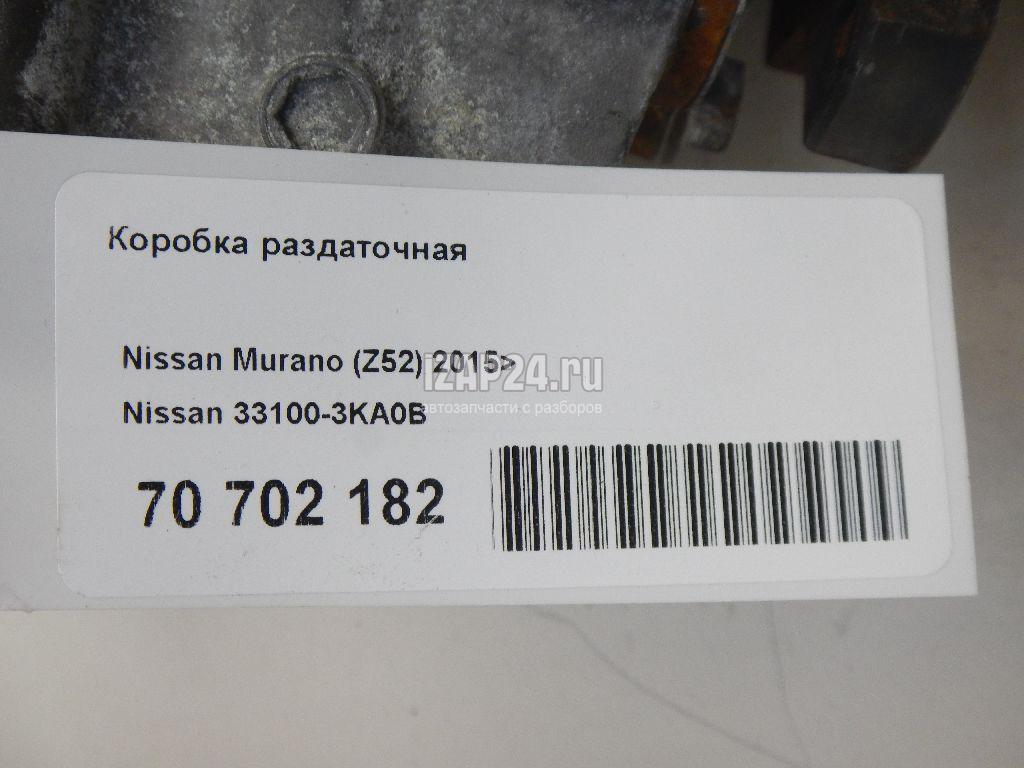 Коробка раздаточная
Nissan Murano (Z52) 2015>
iZAP24.ru
Nissan 33100-3KA0B
автозапчасти с разборов
70 702 182